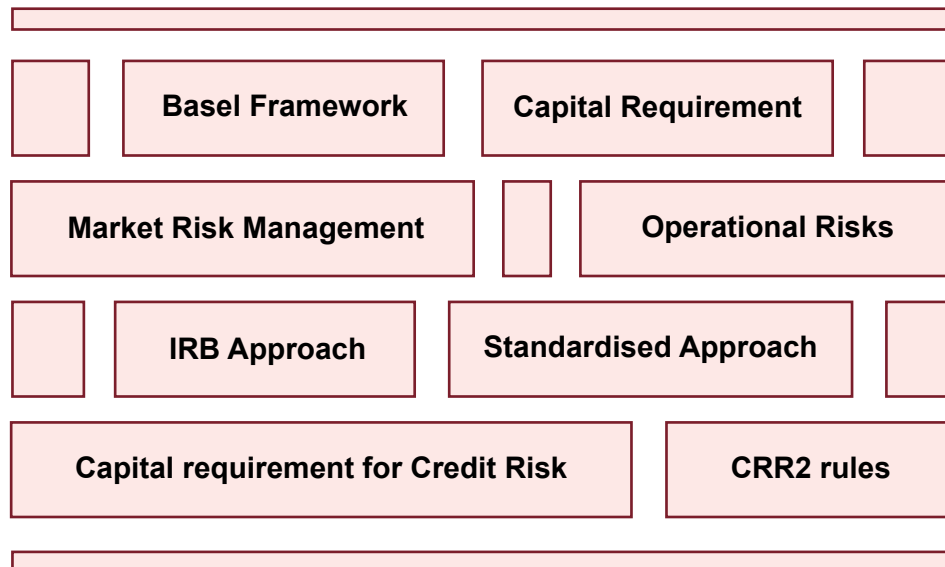 Basel Framework
Capital Requirement
Market Risk Management
Operational Risks
IRB Approach
Standardised Approach
Capital requirement for Credit Risk
CRR2 rules